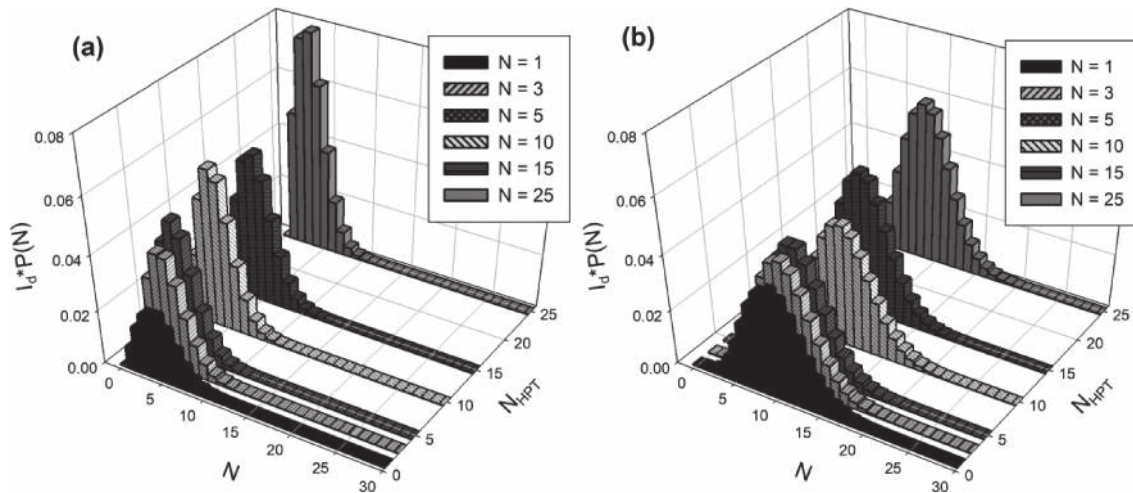 (a)
N = 1
N = 3
N = 5
N = 10
N = 15
N = 25
0.08
0.06
0.04
0.02
0.00
I_d*P(N)
0
5
10
15
20
25
30
N
0
5
10
15
20
25
N_HPT
(b)
N = 1
N = 3
N = 5
N = 10
N = 15
N = 25
0.08
0.06
0.04
0.02
0.00
I_d*P(N)
0
5
10
15
20
25
30
N
0
5
10
15
20
25
N_HPT